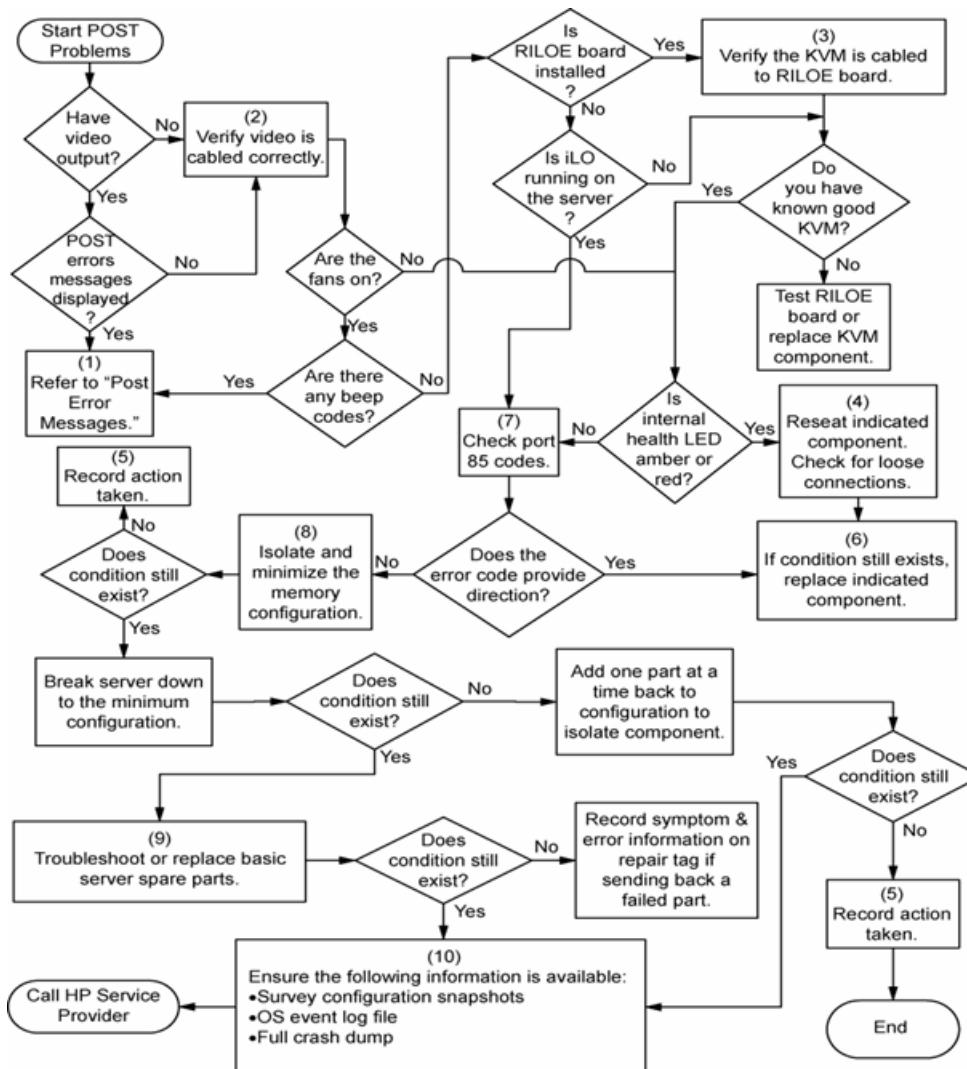 Start POST
Problems
Have
video
output?
No
Yes
(2)
Verify video is
cabled correctly.
POST
errors
messages
displayed
?
No
Yes
(1)
Refer to “Post
Error
Messages.”
Are the
fans on?
No
Yes
Are there
any beep
codes?
Yes
No
Is
RILOE board
installed
?
Yes
No
(3)
Verify the KVM is cabled
to RILOE board.
Is iLO
running on
the server
?
No
Yes
Do
you have
known good
KVM?
Yes
No
Test RILOE
board or
replace KVM
component.
Is
internal
health LED
amber or
red?
No
Yes
(4)
Reseat indicated
component.
Check for loose
connections.
(7)
Check port
85 codes.
(6)
If condition still exists,
replace indicated
component.
Does the
error code provide
direction?
Yes
No
(8)
Isolate and
minimize the
memory
configuration.
Does
condition still
exist?
No
Yes
(5)
Record action
taken.
Break server down
to the minimum
configuration.
Does
condition still
exist?
No
Yes
Add one part at a
time back to
configuration to
isolate component.
Does
condition still
exist?
Yes
No
(5)
Record action
taken.
End
(9)
Troubleshoot or replace basic
server spare parts.
Does
condition still
exist?
No
Yes
Record symptom &
error information on
repair tag if
sending back a
failed part.
(10)
Ensure the following information is available:
•Survey configuration snapshots
•OS event log file
•Full crash dump
Call HP Service
Provider